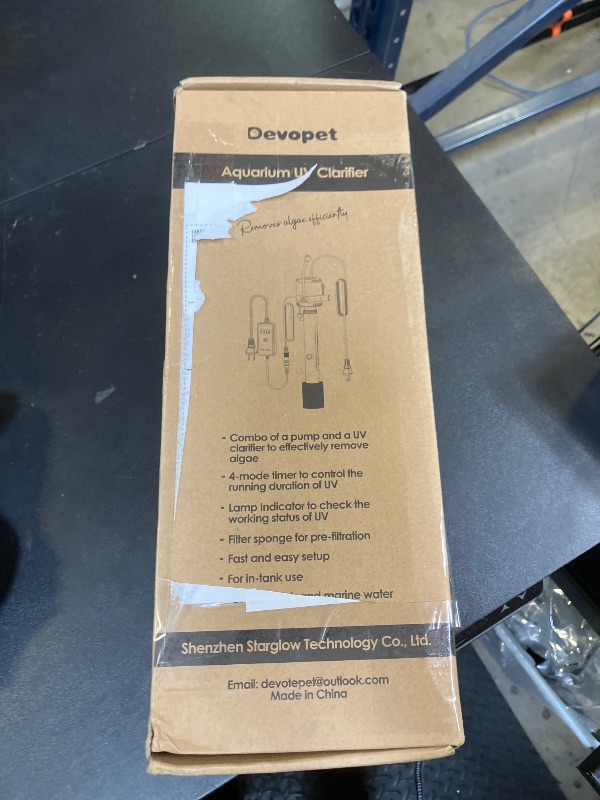 Devopet
Aquarium UV Clarifier
Removes algae efficiently
- Combo of a pump and a UV
clarifier to effectively remove
algae
- 4-mode timer to control the
running duration of UV
- Lamp indicator to check the
working status of UV
- Filter sponge for pre-filtration
- Fast and easy setup
- For in-tank use
and marine water
Shenzhen Starglow Technology Co., Ltd.
Email: devotepet@outlook.com
Made in China